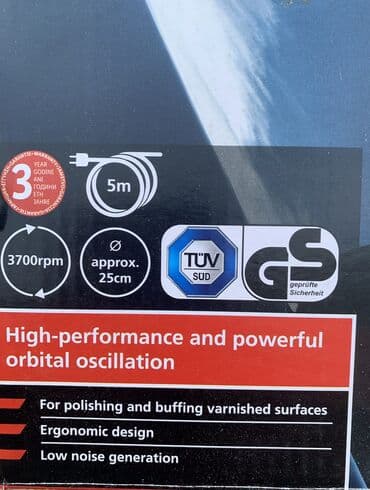 3
YEAR
GODINE
ANI
ГОДИНИ
ΕΤΗ
JAHRE
5m
3700rpm
Ø
approx.
25cm
TÜV
SÜD
GS
geprüfte
Sicherheit
High-performance and powerful
orbital oscillation
For polishing and buffing varnished surfaces
Ergonomic design
Low noise generation